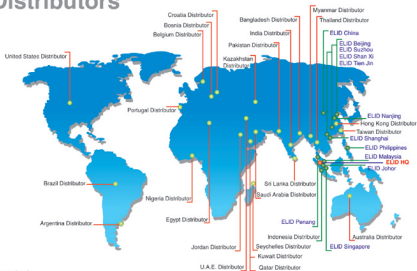 Distributors
Myanmar Distributor
Croatia Distributor
Bangladesh Distributor
Thailand Distributor
Bosnia Distributor
India Distributor
ELID China
Belgium Distributor
Pakistan Distributor
ELID Beijing
ELID Suzhou
ELID Shan Xi
ELID Tien Jin
United States Distributor
Kazakhstan
Distributor
Portugal Distributor
ELID Nanjing
Hong Kong Distributor
Taiwan Distributor
ELID Shanghai
ELID Philippines
ELID Malaysia
ELID HQ
ELID Johor
Brazil Distributor
Sri Lanka Distributor
Saudi Arabia Distributor
Nigeria Distributor
Egypt Distributor
ELID Penang
Argentina Distributor
Indonesia Distributor
Australia Distributor
Jordan Distributor
Seychelles Distributor
ELID Singapore
Kuwait Distributor
U.A.E. Distributor
Qatar Distributor